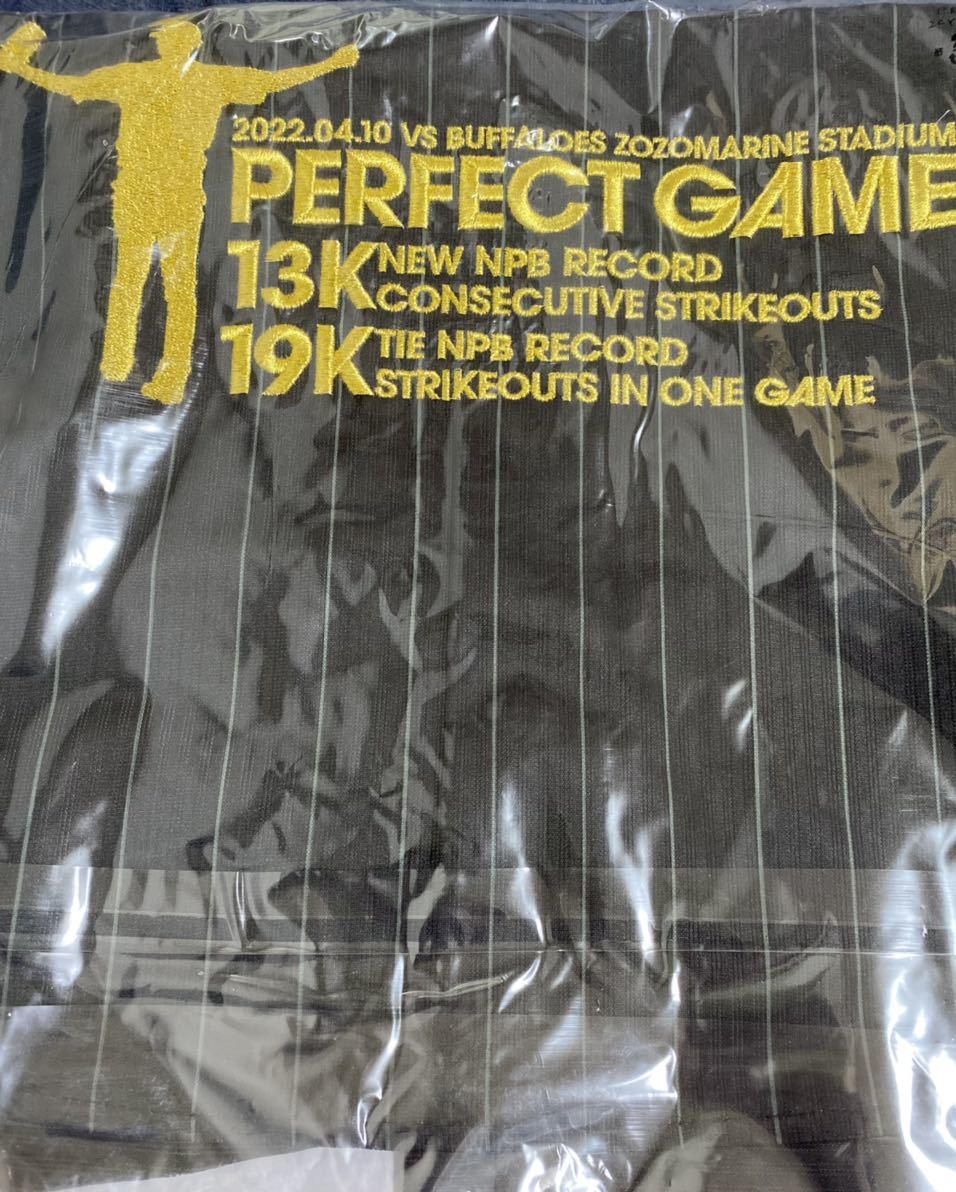 2022.04.10 VS BUFFALOES ZOZOMARINE STADIUM
PERFECT GAME
13K NEW NPB RECORD
CONSECUTIVE STRIKEOUTS
19K TIE NPB RECORD
STRIKEOUTS IN ONE GAME